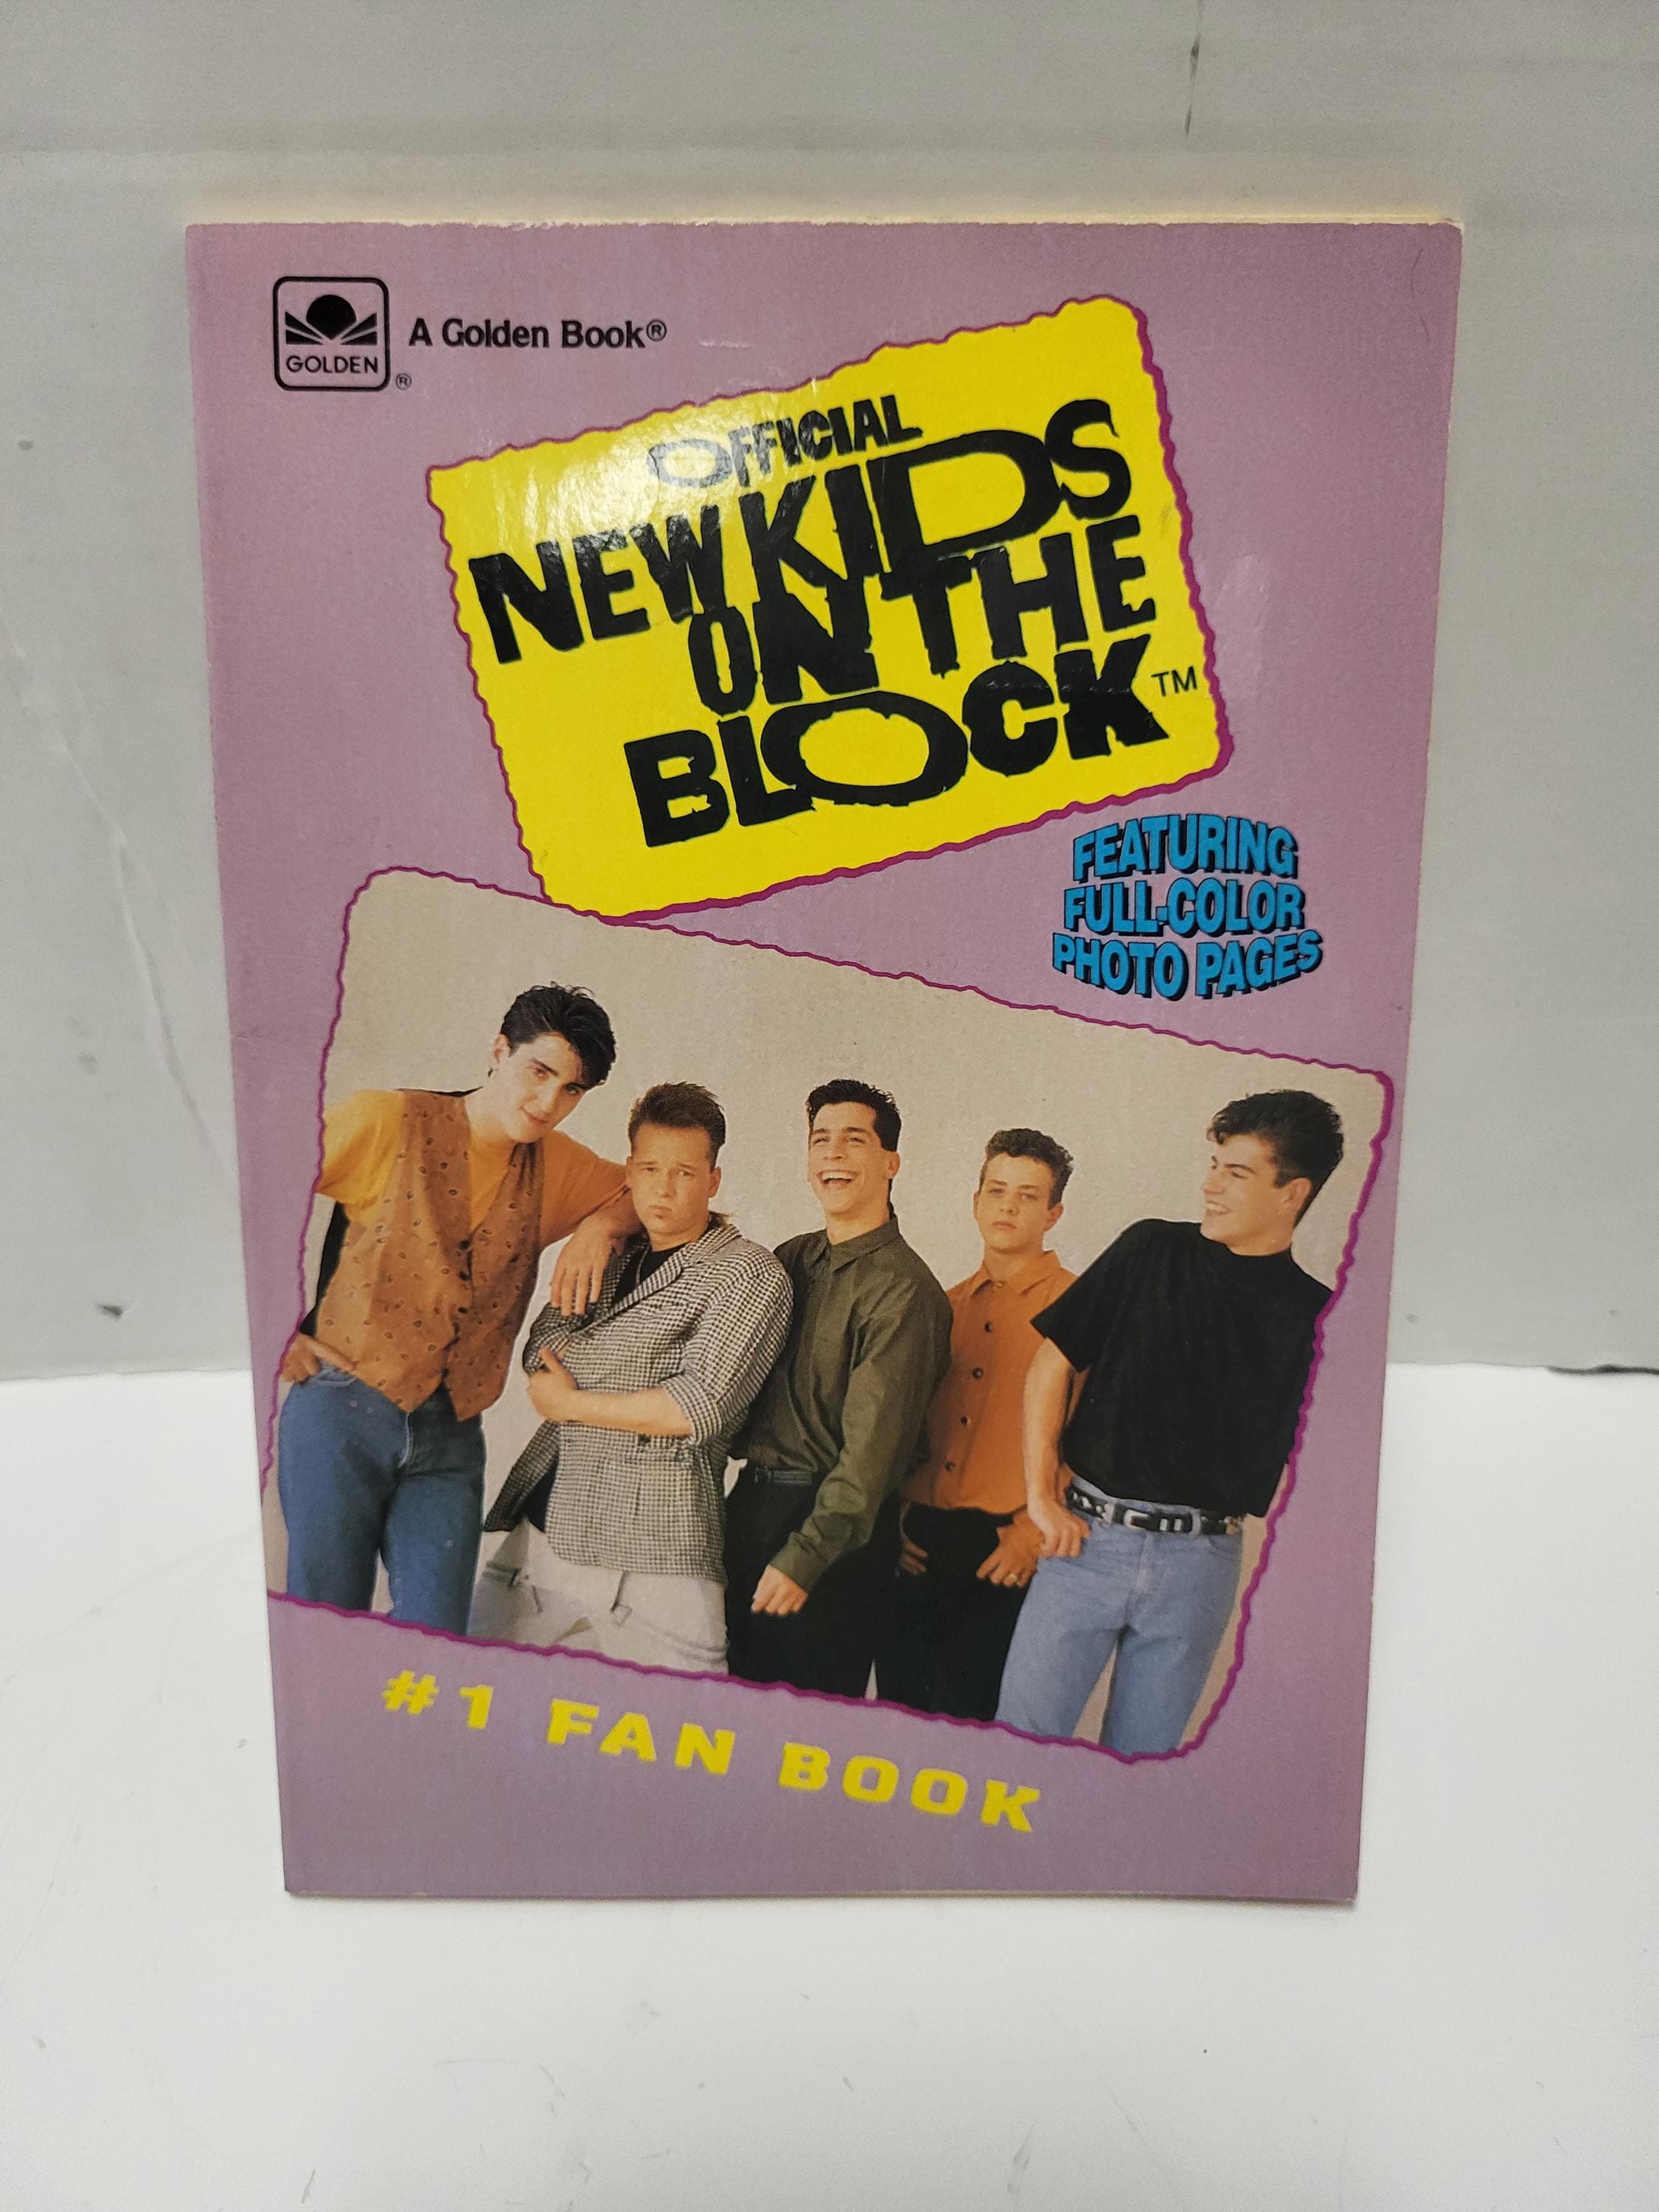 GOLDEN®
A Golden Book®
OFFICIAL
NEW KIDS
ON THE
BLOCK™
FEATURING
FULL-COLOR
PHOTO PAGES
#1 FAN BOOK